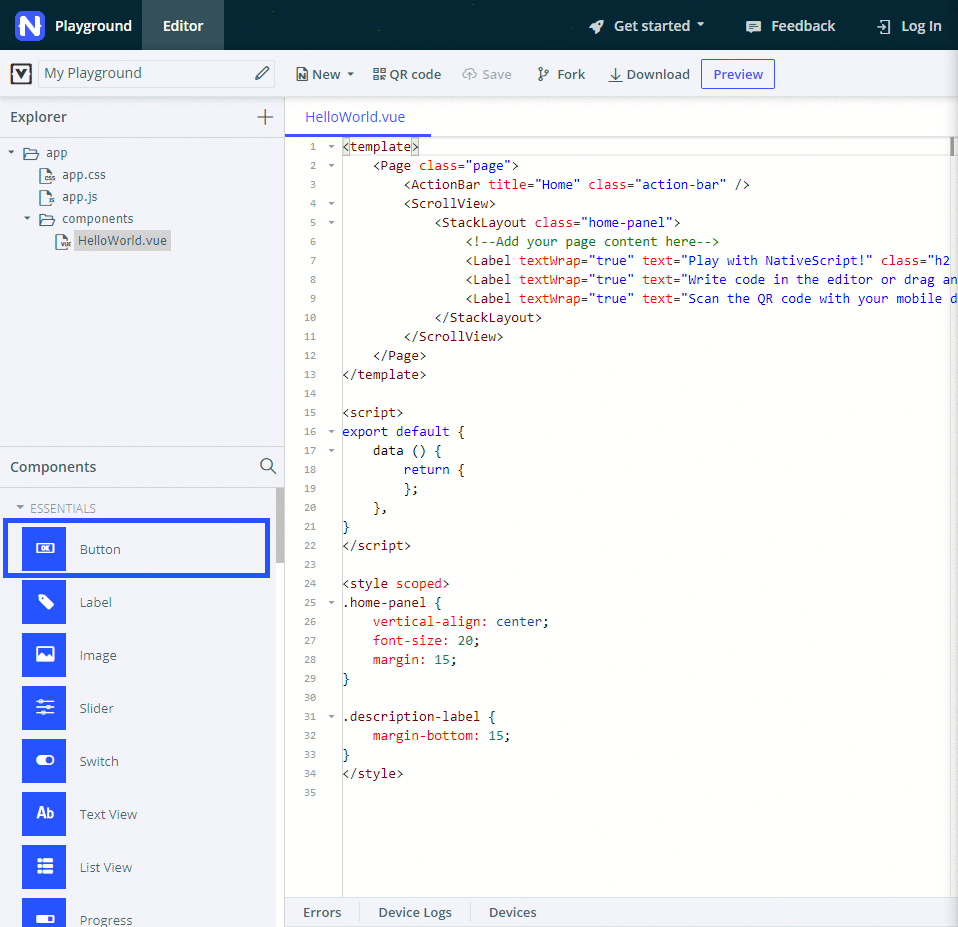 Playground Editor Get started Feedback Log In
My Playground New QR code Save Fork Download Preview
Explorer
app
app.css
app.js
components
HelloWorld.vue
Components
ESSENTIALS
OK Button
Label
Image
Slider
Switch
Ab Text View
List View
Progress
HelloWorld.vue
1 <template>
2 <Page class="page">
3 <ActionBar title="Home" class="action-bar" />
4 <ScrollView>
5 <StackLayout class="home-panel">
6 <!--Add your page content here-->
7 <Label textWrap="true" text="Play with NativeScript!" class="h2
8 <Label textWrap="true" text="Write code in the editor or drag an
9 <Label textWrap="true" text="Scan the QR code with your mobile d
10 </StackLayout>
11 </ScrollView>
12 </Page>
13 </template>
14
15 <script>
16 export default {
17 data () {
18 return {
19 };
20 },
21 }
22 </script>
23
24 <style scoped>
25 .home-panel {
26 vertical-align: center;
27 font-size: 20;
28 margin: 15;
29 }
30
31 .description-label {
32 margin-bottom: 15;
33 }
34 </style>
35
Errors Device Logs Devices